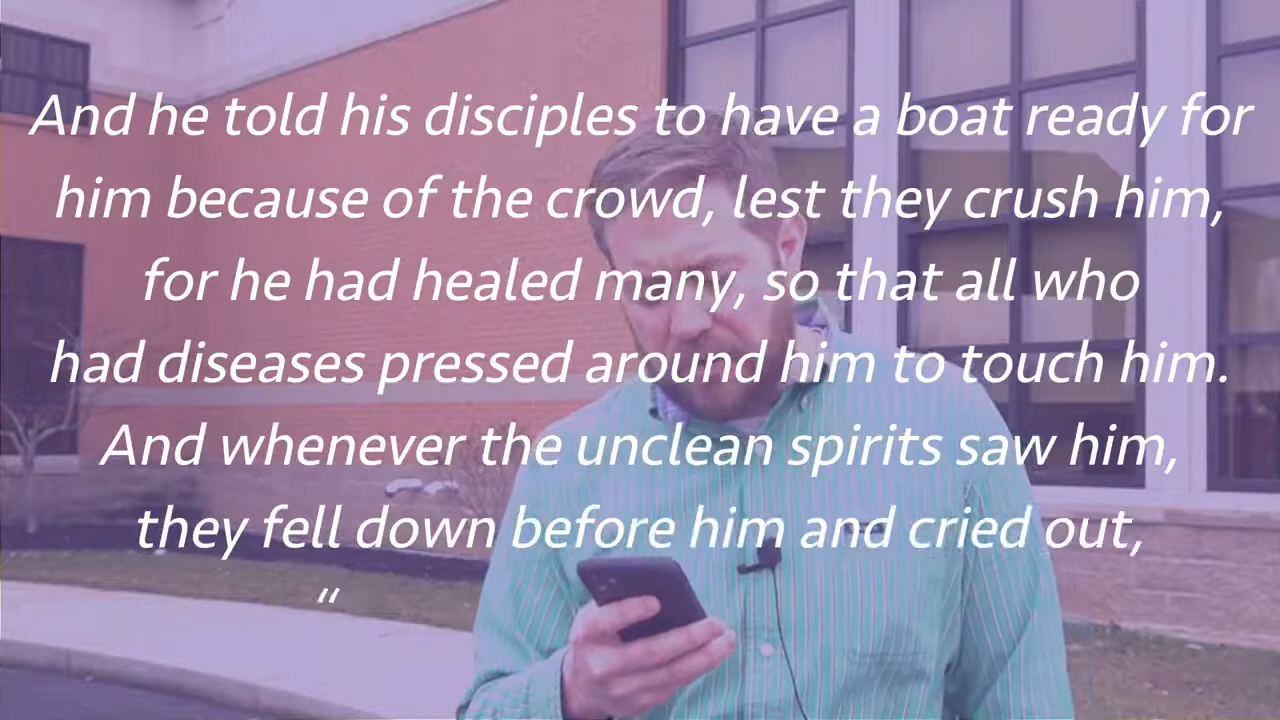 And he told his disciples to have a boat ready for
him because of the crowd, lest they crush him,
for he had healed many, so that all who
had diseases pressed around him to touch him.
And whenever the unclean spirits saw him,
they fell down before him and cried out,
“